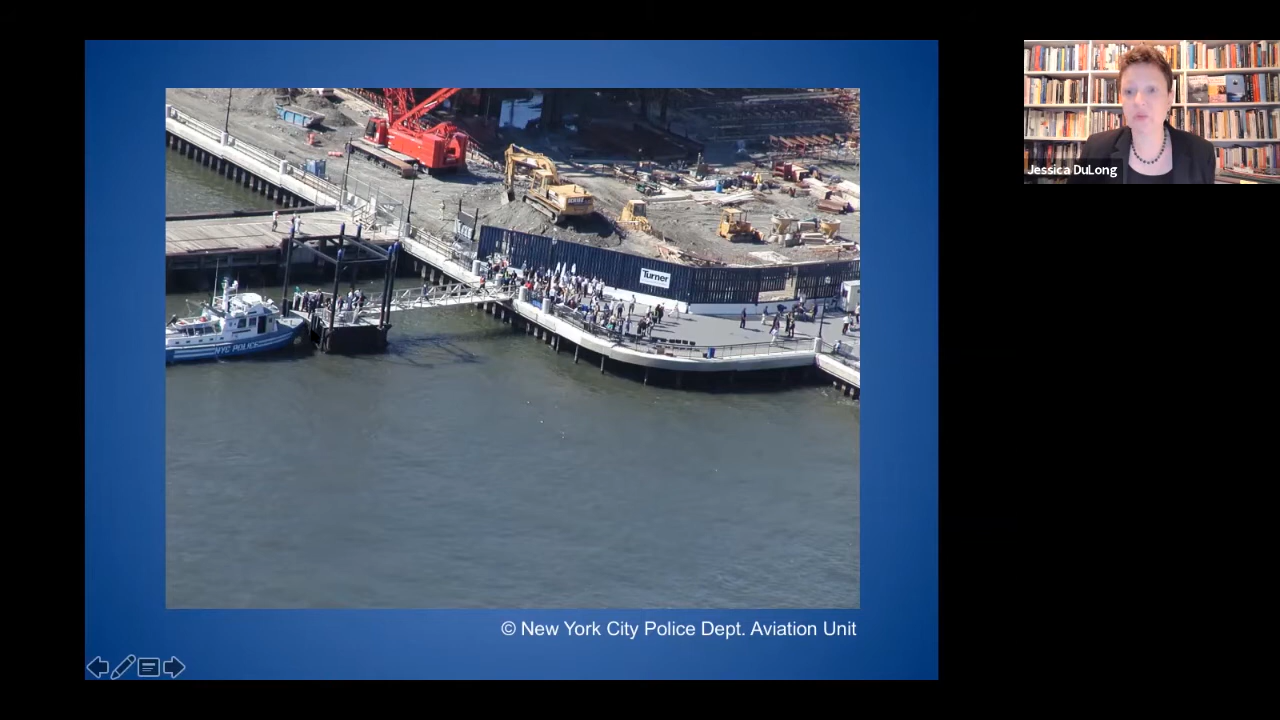 Jessica DuLong
Turner
NYC POLICE
© New York City Police Dept. Aviation Unit